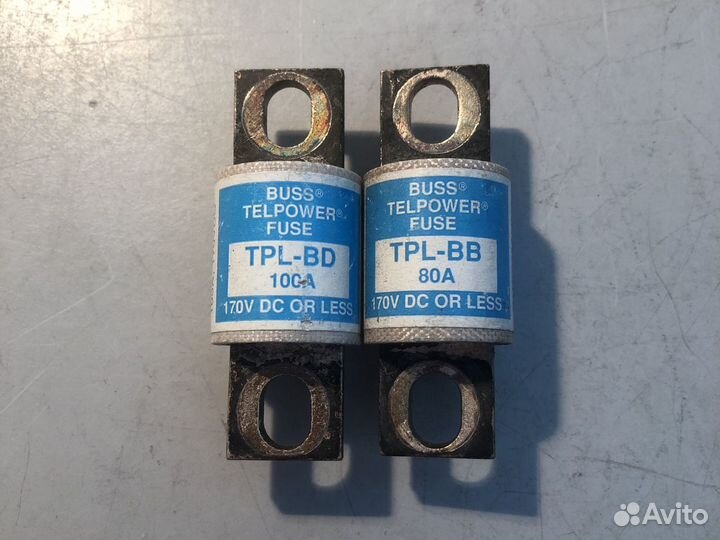 BUSS®
TELPOWER®
FUSE
TPL-BD
100A
170V DC OR LESS
BUSS®
TELPOWER®
FUSE
TPL-BB
80A
170V DC OR LESS
Avito